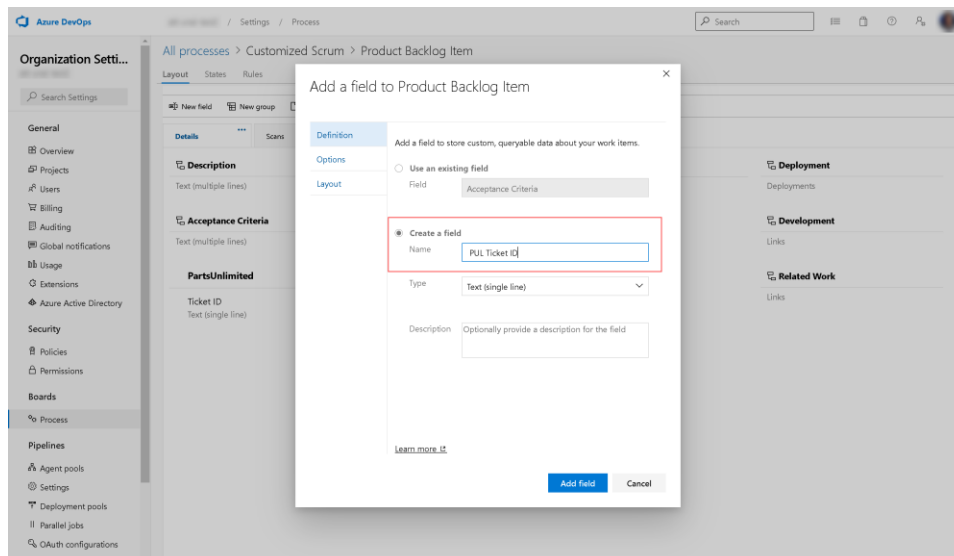 Azure DevOps
/ Settings / Process
Search
Organization Setti...
Search Settings
General
Overview
Projects
Users
Billing
Auditing
Global notifications
Usage
Extensions
Azure Active Directory
Security
Policies
Permissions
Boards
Process
Pipelines
Agent pools
Settings
Deployment pools
Parallel jobs
OAuth configurations
All processes > Customized Scrum > Product Backlog Item
Layout States Rules
New field New group
Details ... Scans
Description
Text (multiple lines)
Acceptance Criteria
Text (multiple lines)
PartsUnlimited
Ticket ID
Text (single line)
Add a field to Product Backlog Item
Definition
Options
Layout
Add a field to store custom, queryable data about your work items.
Use an existing field
Field Acceptance Criteria
Create a field
Name PUL Ticket ID
Type Text (single line)
Description Optionally provide a description for the field
Learn more
Add field Cancel
Deployment
Deployments
Development
Links
Related Work
Links